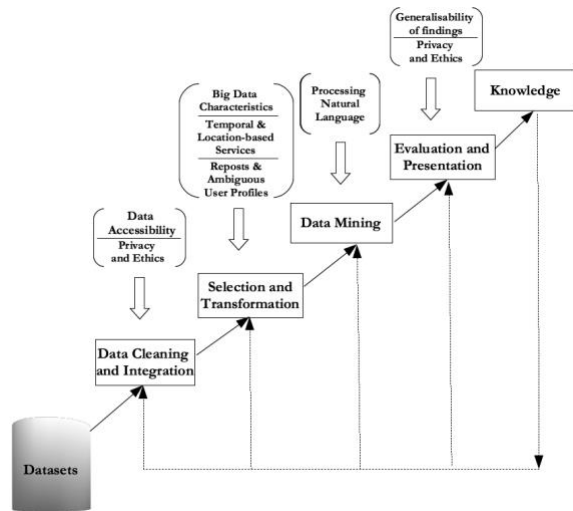 Generalisability
of findings
Privacy
and Ethics
Knowledge
Big Data
Characteristics
Temporal &
Location-based
Services
Reposts &
Ambiguous
User Profiles
Processing
Natural
Language
Evaluation and
Presentation
Data
Accessibility
Privacy
and Ethics
Data Mining
Selection and
Transformation
Data Cleaning
and Integration
Datasets